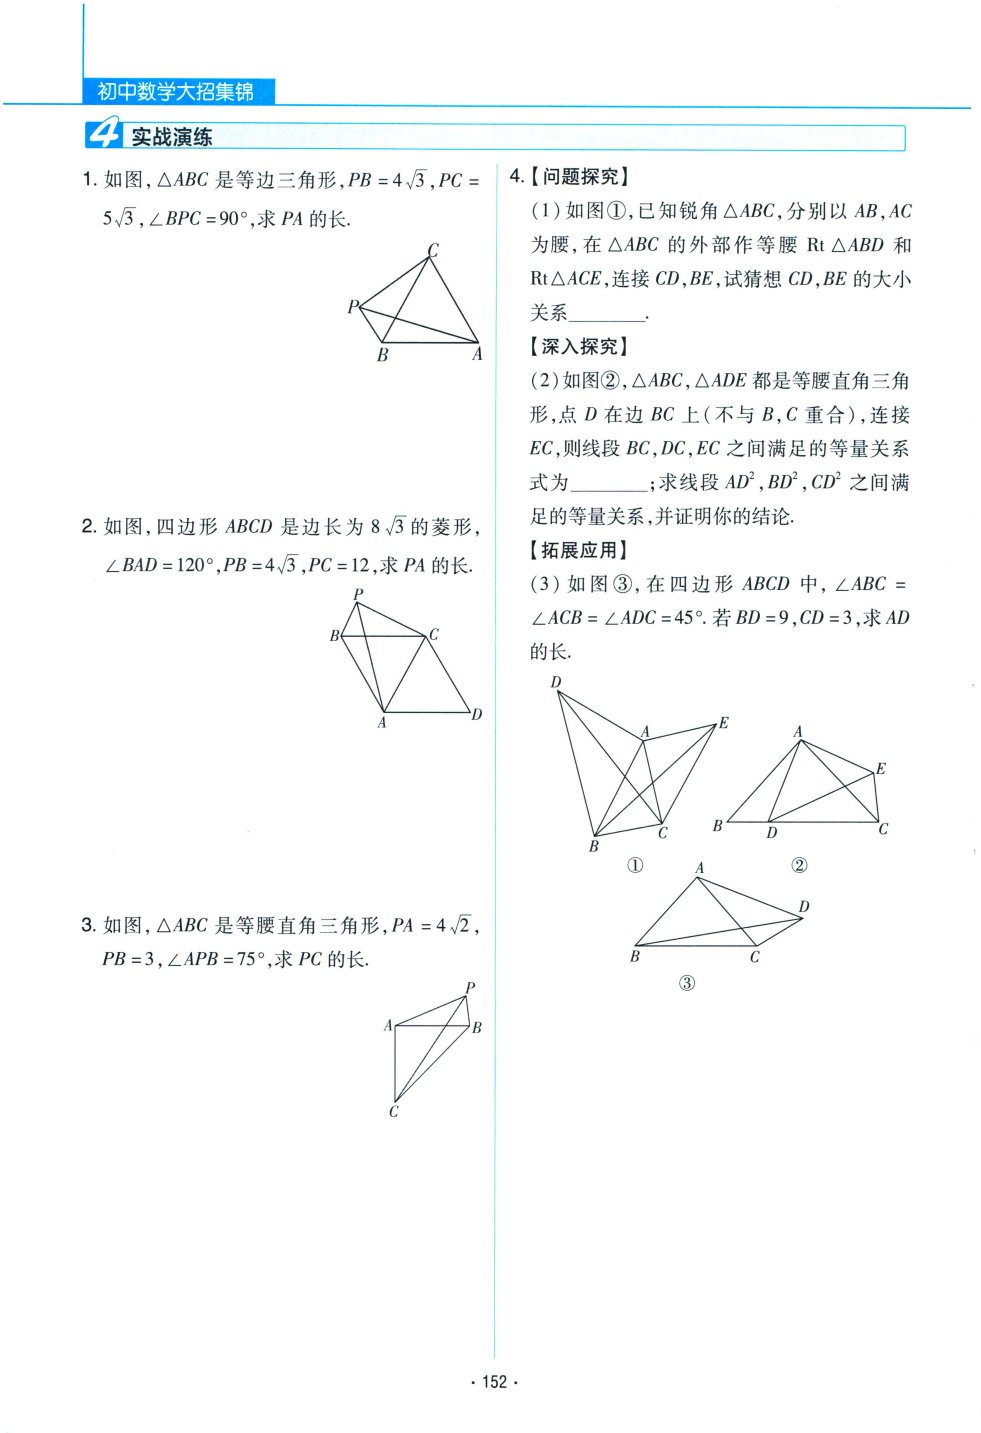 初中数学大招集锦
4 实战演练
1. 如图,△ABC 是等边三角形,PB = 4√3,PC =
5√3,∠BPC = 90°,求 PA 的长.
C
P
B
A
2. 如图,四边形 ABCD 是边长为 8√3 的菱形,
∠BAD = 120°,PB = 4√3,PC = 12,求 PA 的长.
P
B
C
A
D
3. 如图,△ABC 是等腰直角三角形,PA = 4√2,
PB = 3,∠APB = 75°,求 PC 的长.
P
A
B
C
4.【问题探究】
(1)如图①,已知锐角△ABC,分别以 AB,AC
为腰,在 △ABC 的外部作等腰 Rt △ABD 和
Rt△ACE,连接 CD,BE,试猜想 CD,BE 的大小
关系________.
【深入探究】
(2)如图②,△ABC,△ADE 都是等腰直角三角
形,点 D 在边 BC 上(不与 B,C 重合),连接
EC,则线段 BC,DC,EC 之间满足的等量关系
式为________;求线段 AD²,BD²,CD² 之间满
足的等量关系,并证明你的结论.
【拓展应用】
(3)如图③,在四边形 ABCD 中,∠ABC =
∠ACB = ∠ADC = 45°. 若 BD = 9,CD = 3,求 AD
的长.
D
A
E
B
C
①
A
E
B
D
C
②
A
D
B
C
③
· 152 ·